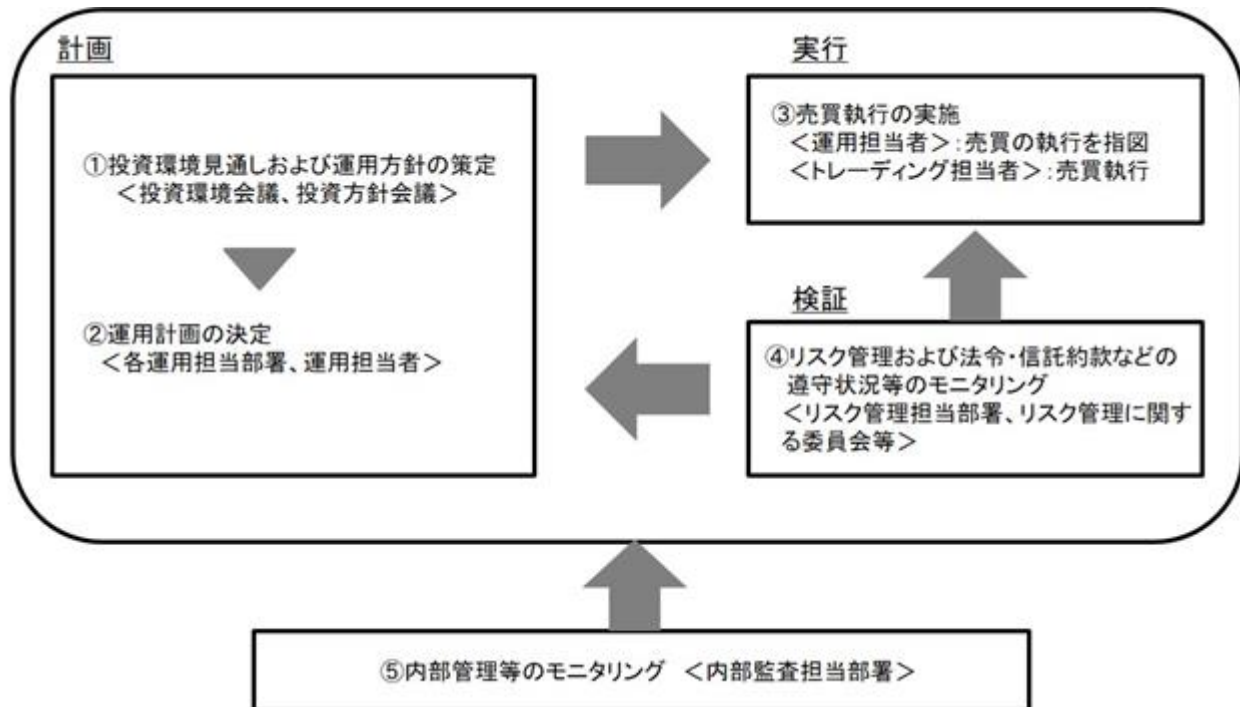 計画
①投資環境見通しおよび運用方針の策定
＜投資環境会議、投資方針会議＞
②運用計画の決定
＜各運用担当部署、運用担当者＞
実行
③売買執行の実施
＜運用担当者＞:売買の執行を指図
＜トレーディング担当者＞:売買執行
検証
④リスク管理および法令・信託約款などの
遵守状況等のモニタリング
＜リスク管理担当部署、リスク管理に関す
る委員会等＞
⑤内部管理等のモニタリング ＜内部監査担当部署＞